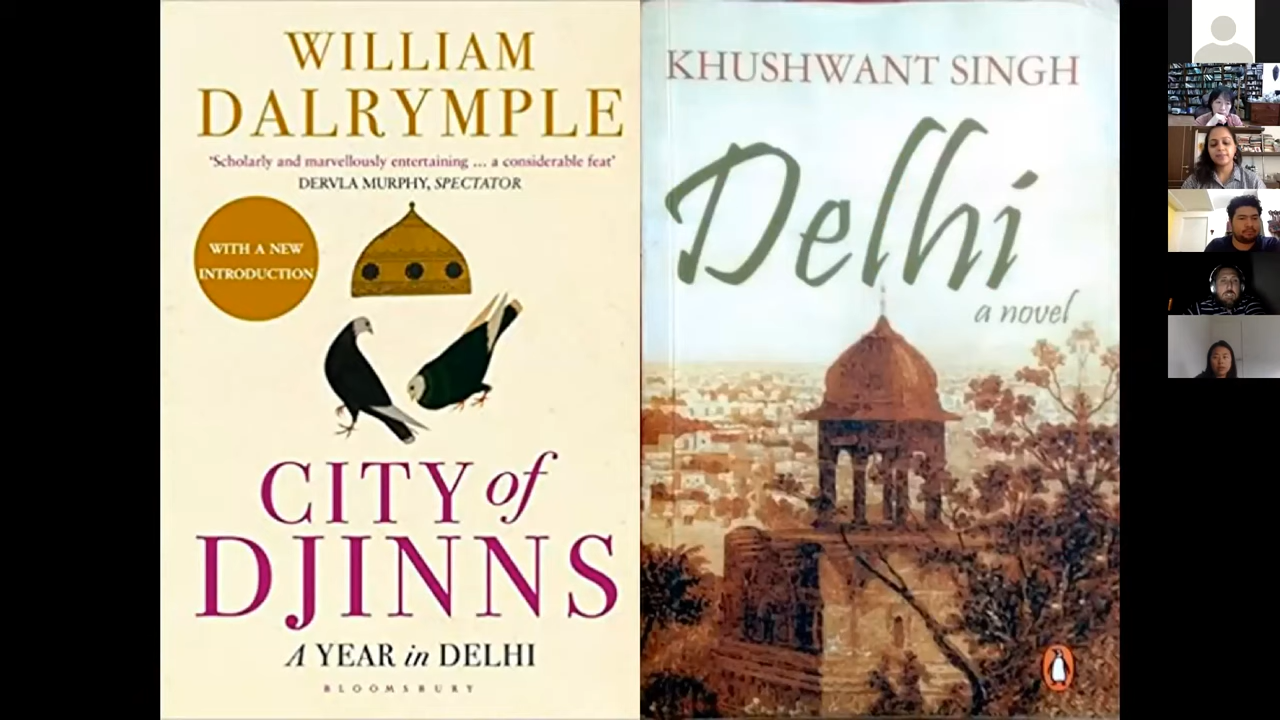 WILLIAM
DALRYMPLE
'Scholarly and marvellously entertaining ... a considerable feat'
DERVLA MURPHY, SPECTATOR
WITH A NEW
INTRODUCTION
CITY of
DJINNS
A YEAR in DELHI
BLOOMSBURY
KHUSHWANT SINGH
Delhi
a novel